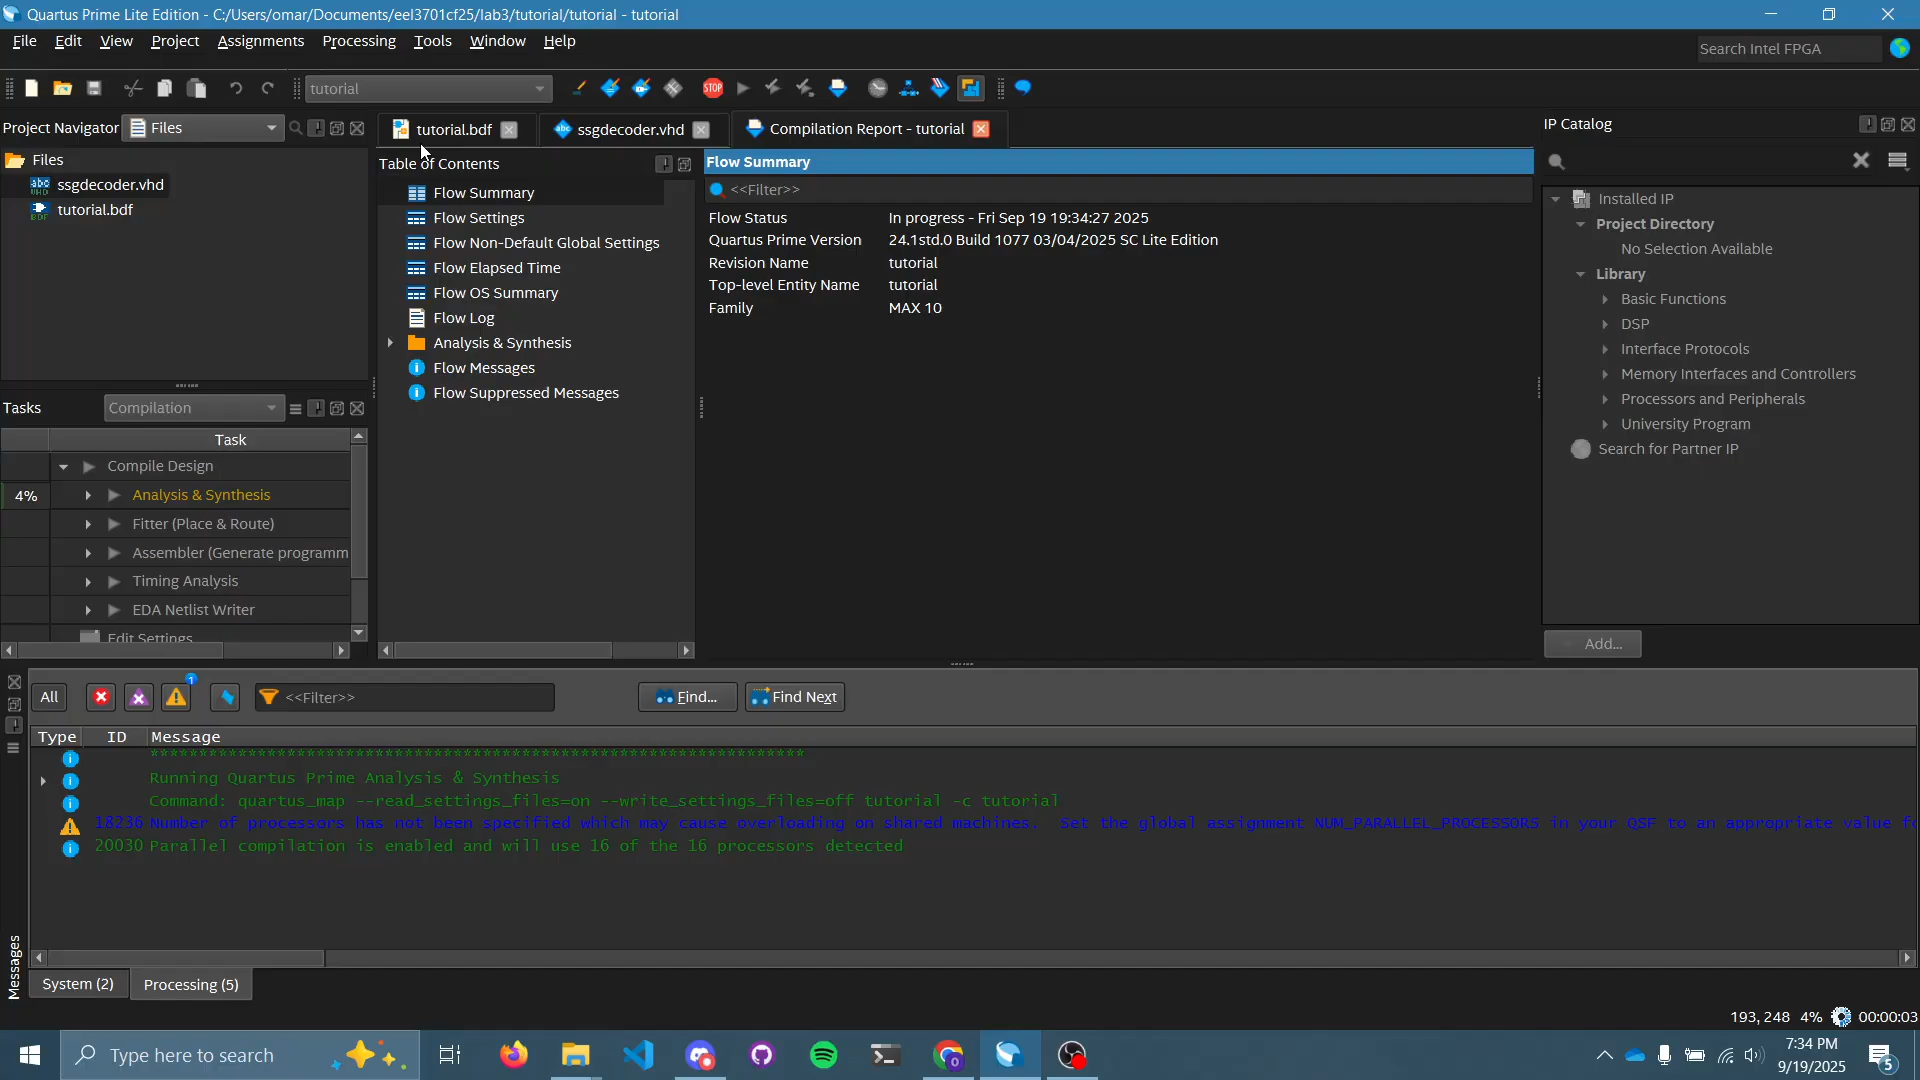 Quartus Prime Lite Edition - C:/Users/omar/Documents/eel3701cf25/lab3/tutorial/tutorial - tutorial
File Edit View Project Assignments Processing Tools Window Help
Search Intel FPGA
tutorial
STOP
Project Navigator Files
tutorial.bdf
ssgdecoder.vhd
Compilation Report - tutorial
IP Catalog
Files
ssgdecoder.vhd
tutorial.bdf
Table of Contents
Flow Summary
Flow Settings
Flow Non-Default Global Settings
Flow Elapsed Time
Flow OS Summary
Flow Log
Analysis & Synthesis
Flow Messages
Flow Suppressed Messages
Flow Summary
<<Filter>>
Flow Status In progress - Fri Sep 19 19:34:27 2025
Quartus Prime Version 24.1std.0 Build 1077 03/04/2025 SC Lite Edition
Revision Name tutorial
Top-level Entity Name tutorial
Family MAX 10
Installed IP
Project Directory
No Selection Available
Library
Basic Functions
DSP
Interface Protocols
Memory Interfaces and Controllers
Processors and Peripherals
University Program
Search for Partner IP
Add...
Tasks Compilation
Task
Compile Design
4% Analysis & Synthesis
Fitter (Place & Route)
Assembler (Generate programm
Timing Analysis
EDA Netlist Writer
Edit Settings
All
1
<<Filter>>
Find...
Find Next
Type ID Message
*******************************************************************
Running Quartus Prime Analysis & Synthesis
Command: quartus_map --read_settings_files=on --write_settings_files=off tutorial -c tutorial
18236 Number of processors has not been specified which may cause overloading on shared machines.  Set the global assignment NUM_PARALLEL_PROCESSORS in your QSF to an appropriate value fo
20030 Parallel compilation is enabled and will use 16 of the 16 processors detected
Messages
System (2) Processing (5)
193, 248 4% 00:00:03
Type here to search
7:34 PM
9/19/2025
5